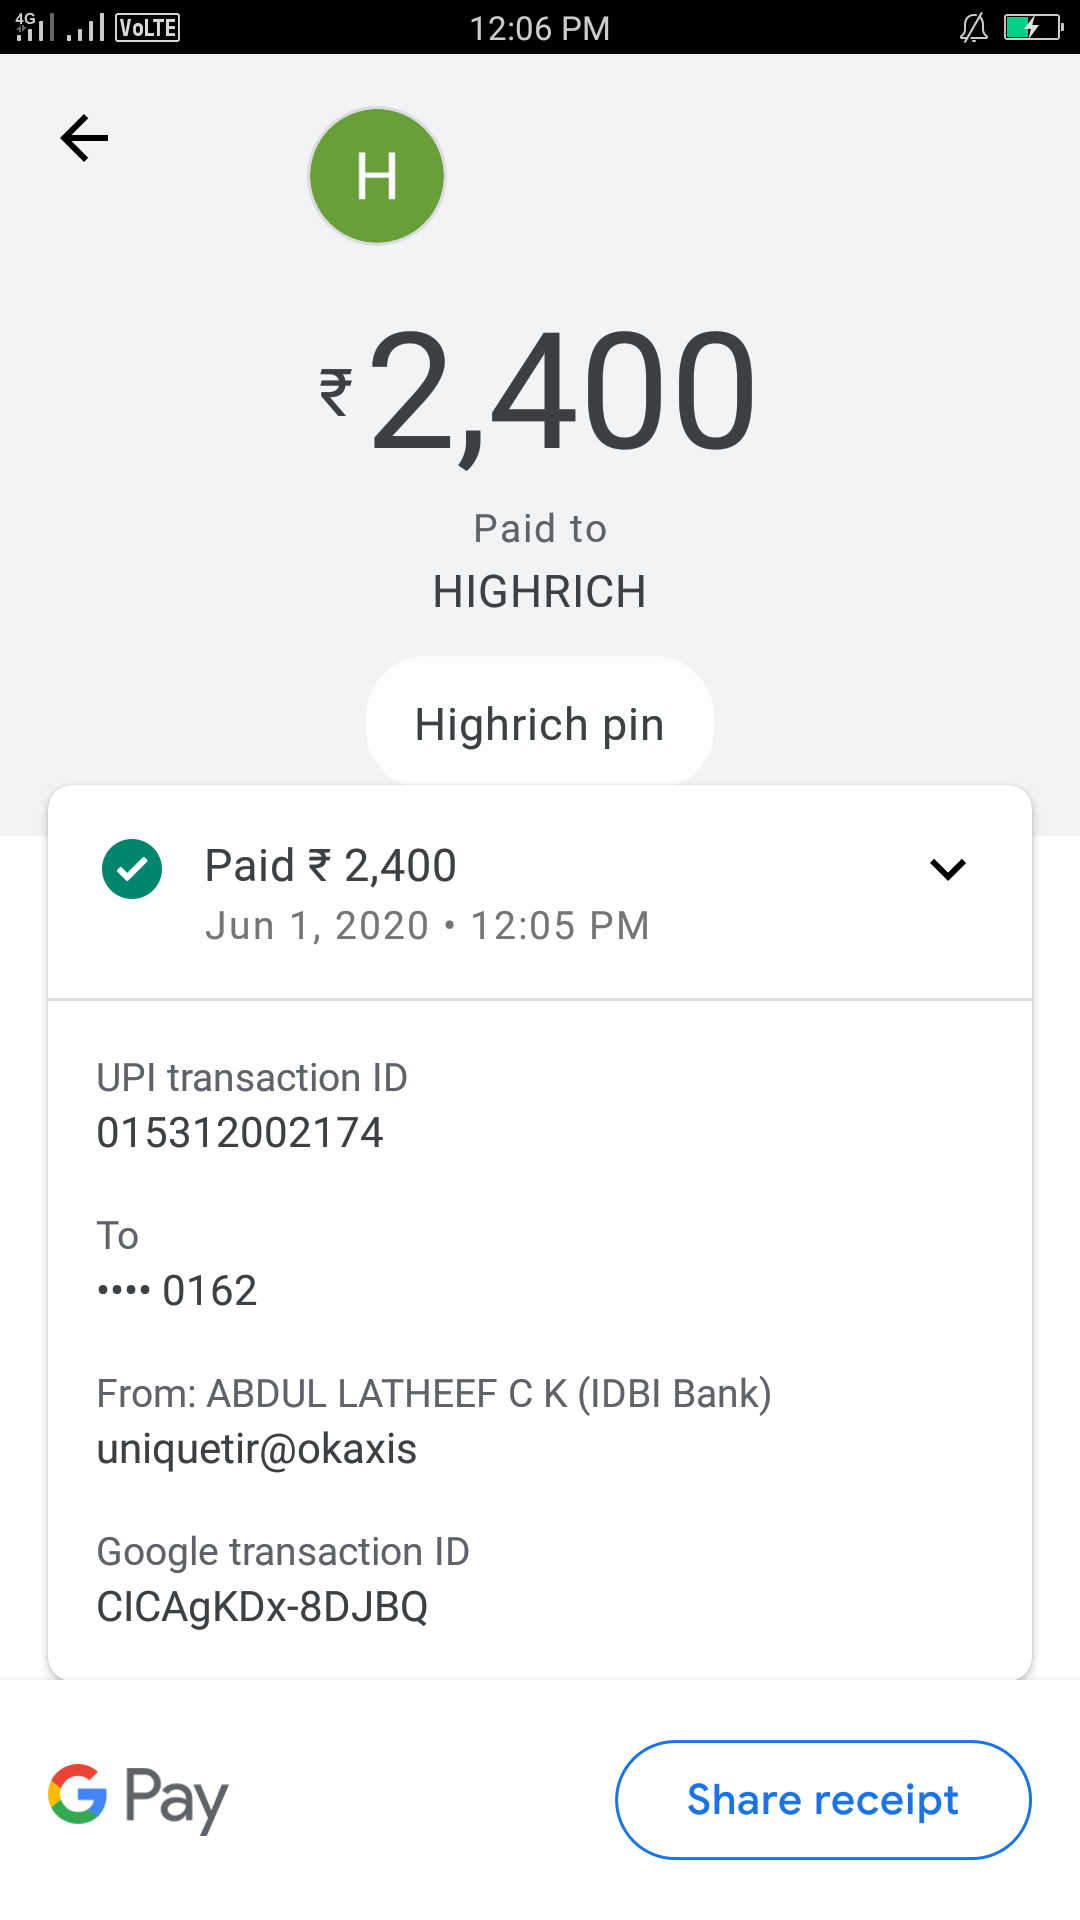 4G VoLTE 12:06 PM
H
₹2,400
Paid to
HIGHRICH
Highrich pin
Paid ₹ 2,400
Jun 1, 2020 • 12:05 PM
UPI transaction ID
015312002174
To
•••• 0162
From: ABDUL LATHEEF C K (IDBI Bank)
uniquetir@okaxis
Google transaction ID
CICAgKDx-8DJBQ
G Pay
Share receipt